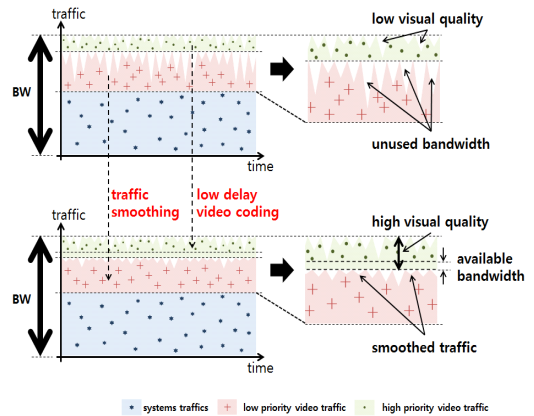 traffic
BW
time
low visual quality
unused bandwidth
traffic
smoothing
low delay
video coding
traffic
BW
time
high visual quality
available
bandwidth
smoothed traffic
systems traffics
low priority video traffic
high priority video traffic